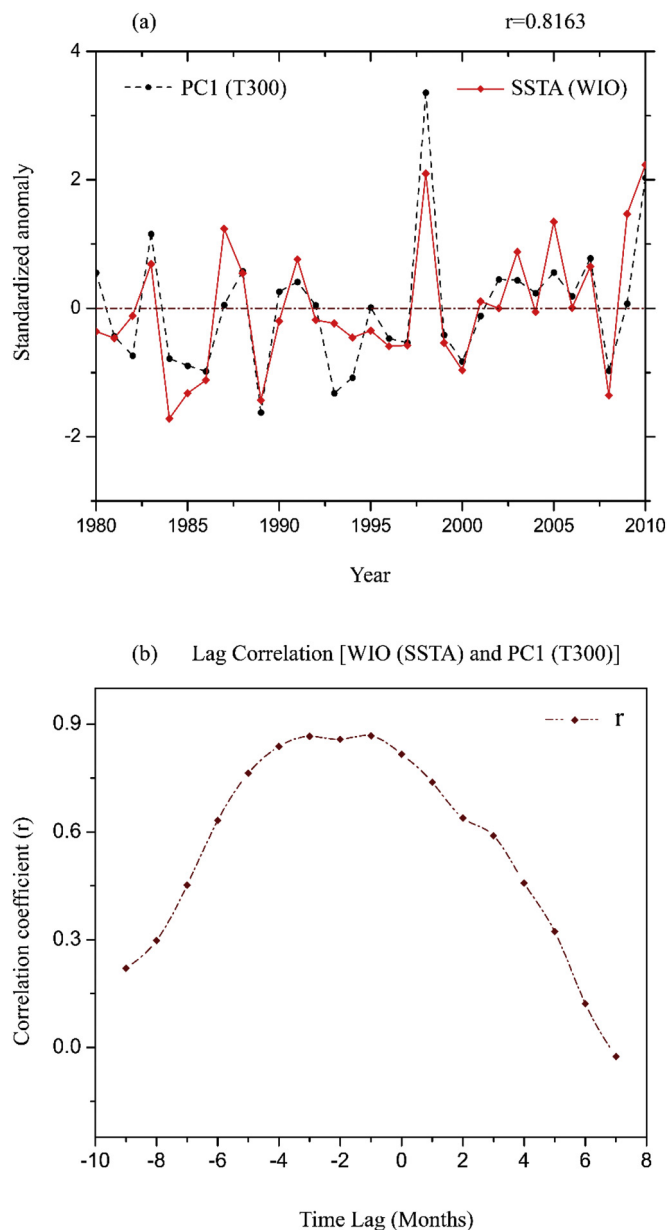 (a) r=0.8163
4
PC1 (T300) SSTA (WIO)
2
Standardized anomaly
0
-2
1980 1985 1990 1995 2000 2005 2010
Year
(b) Lag Correlation [WIO (SSTA) and PC1 (T300)]
0.9
r
0.6
Correlation coefficient (r)
0.3
0.0
-10 -8 -6 -4 -2 0 2 4 6 8
Time Lag (Months)